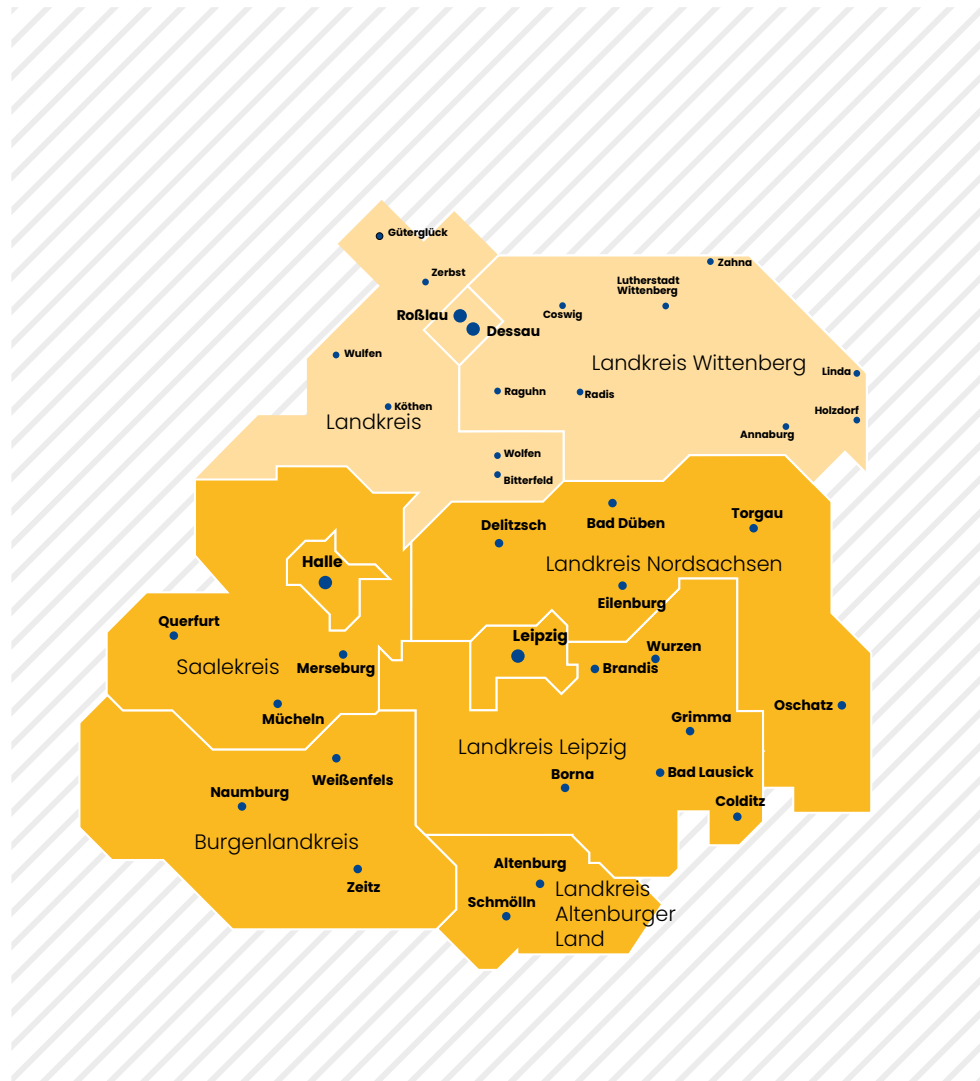 Güterglück
Zerbst
Zahna
Lutherstadt
Wittenberg
Roßlau
Coswig
Dessau
Wulfen
Landkreis Wittenberg
Linda
Raguhn
Radis
Köthen
Holzdorf
Landkreis
Annaburg
Wolfen
Bitterfeld
Delitzsch
Bad Düben
Torgau
Halle
Landkreis Nordsachsen
Eilenburg
Querfurt
Leipzig
Wurzen
Saalekreis
Merseburg
Brandis
Oschatz
Mücheln
Grimma
Landkreis Leipzig
Weißenfels
Borna
Bad Lausick
Naumburg
Colditz
Burgenlandkreis
Altenburg
Zeitz
Schmölln
Landkreis
Altenburger
Land